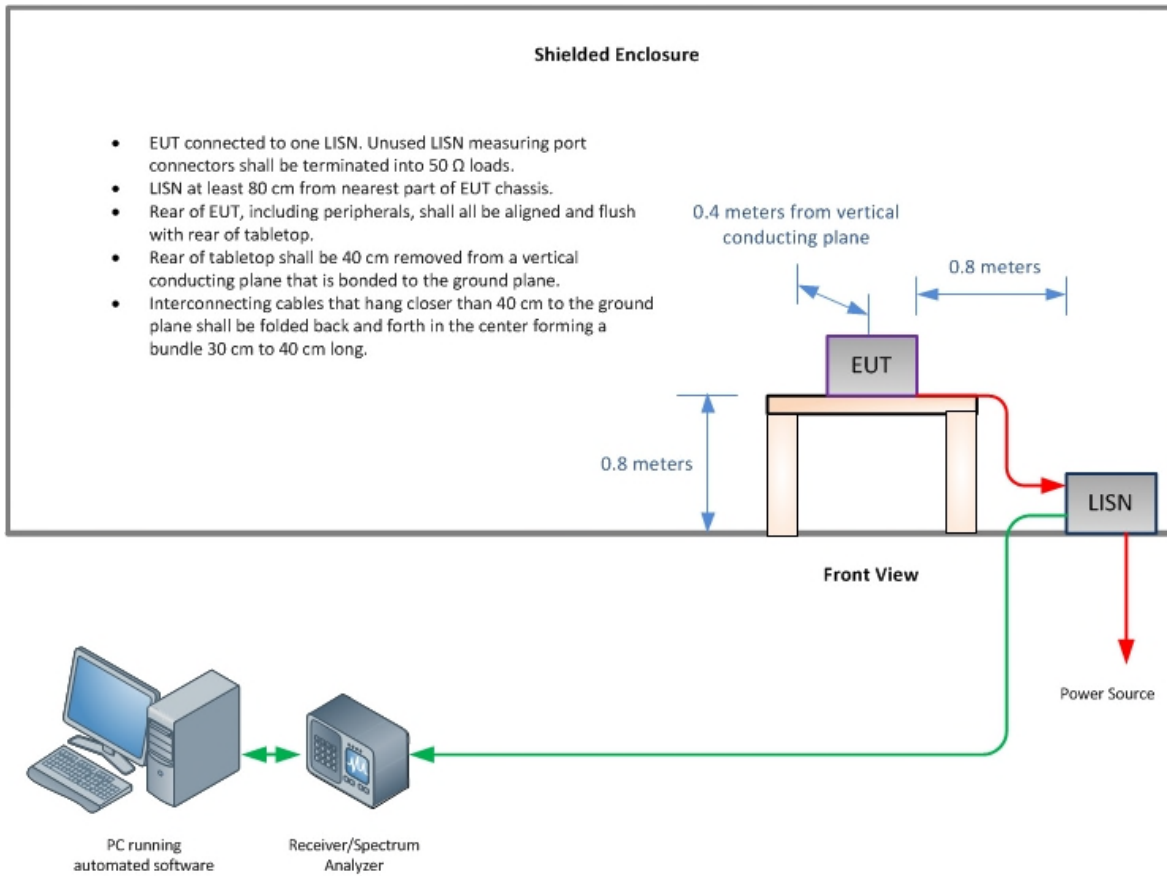 Shielded Enclosure
• EUT connected to one LISN. Unused LISN measuring port
connectors shall be terminated into 50 Ω loads.
• LISN at least 80 cm from nearest part of EUT chassis.
• Rear of EUT, including peripherals, shall all be aligned and flush
with rear of tabletop.
• Rear of tabletop shall be 40 cm removed from a vertical
conducting plane that is bonded to the ground plane.
• Interconnecting cables that hang closer than 40 cm to the ground
plane shall be folded back and forth in the center forming a
bundle 30 cm to 40 cm long.
0.4 meters from vertical
conducting plane
0.8 meters
EUT
0.8 meters
LISN
Front View
Power Source
PC running
automated software
Receiver/Spectrum
Analyzer